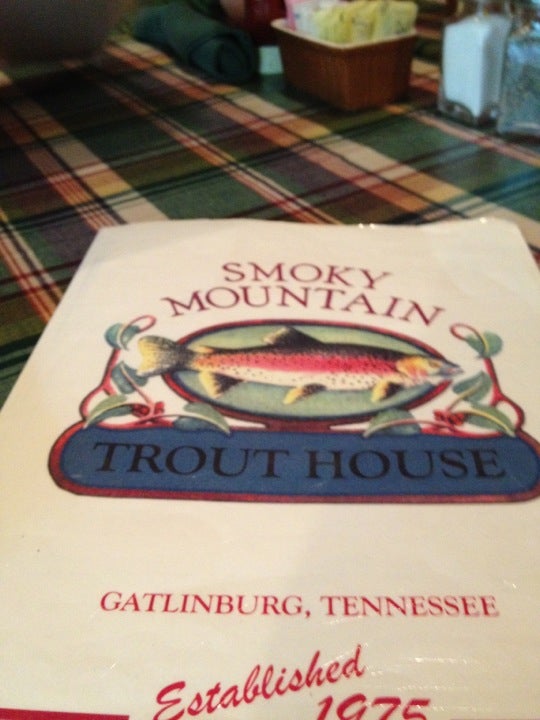 SMOKY
MOUNTAIN
TROUT HOUSE
GATLINBURG, TENNESSEE
Established
1975